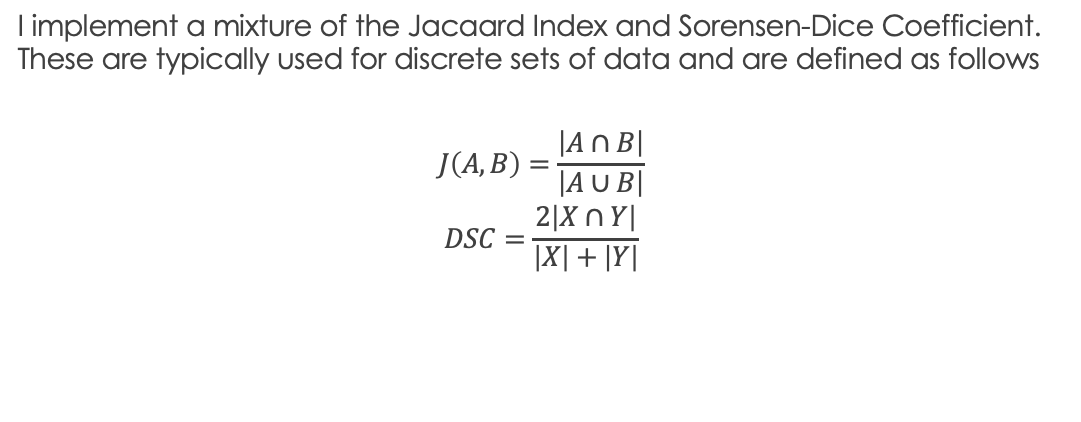 I implement a mixture of the Jacaard Index and Sorensen-Dice Coefficient.
These are typically used for discrete sets of data and are defined as follows
J(A, B) = |A ∩ B| / |A ∪ B|
DSC = 2|X ∩ Y| / |X| + |Y|